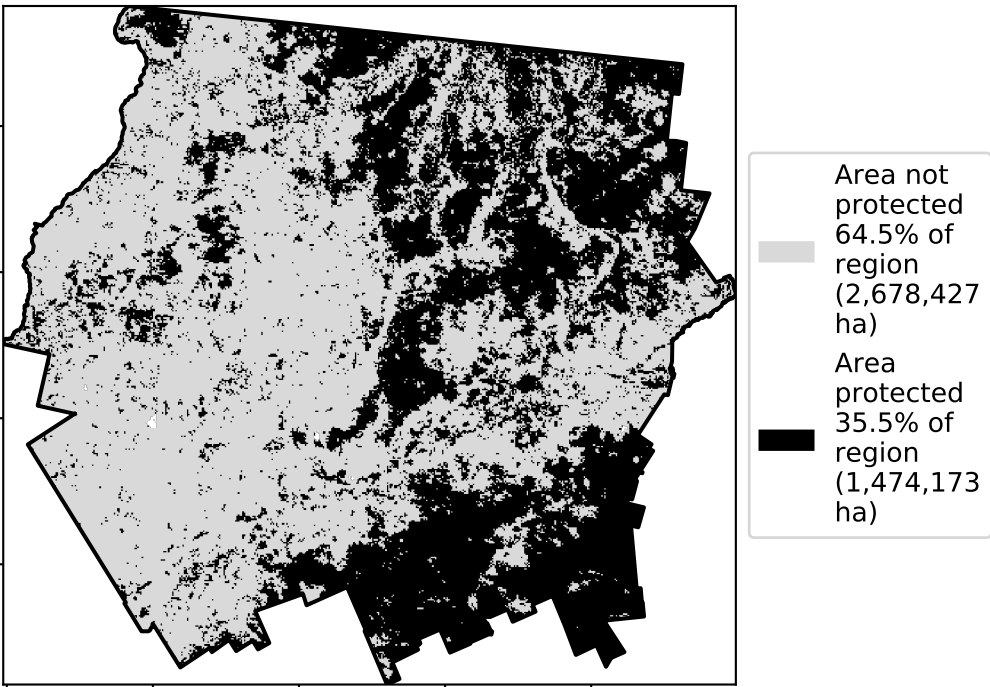 Area not
protected
64.5% of
region
(2,678,427
ha)
Area
protected
35.5% of
region
(1,474,173
ha)